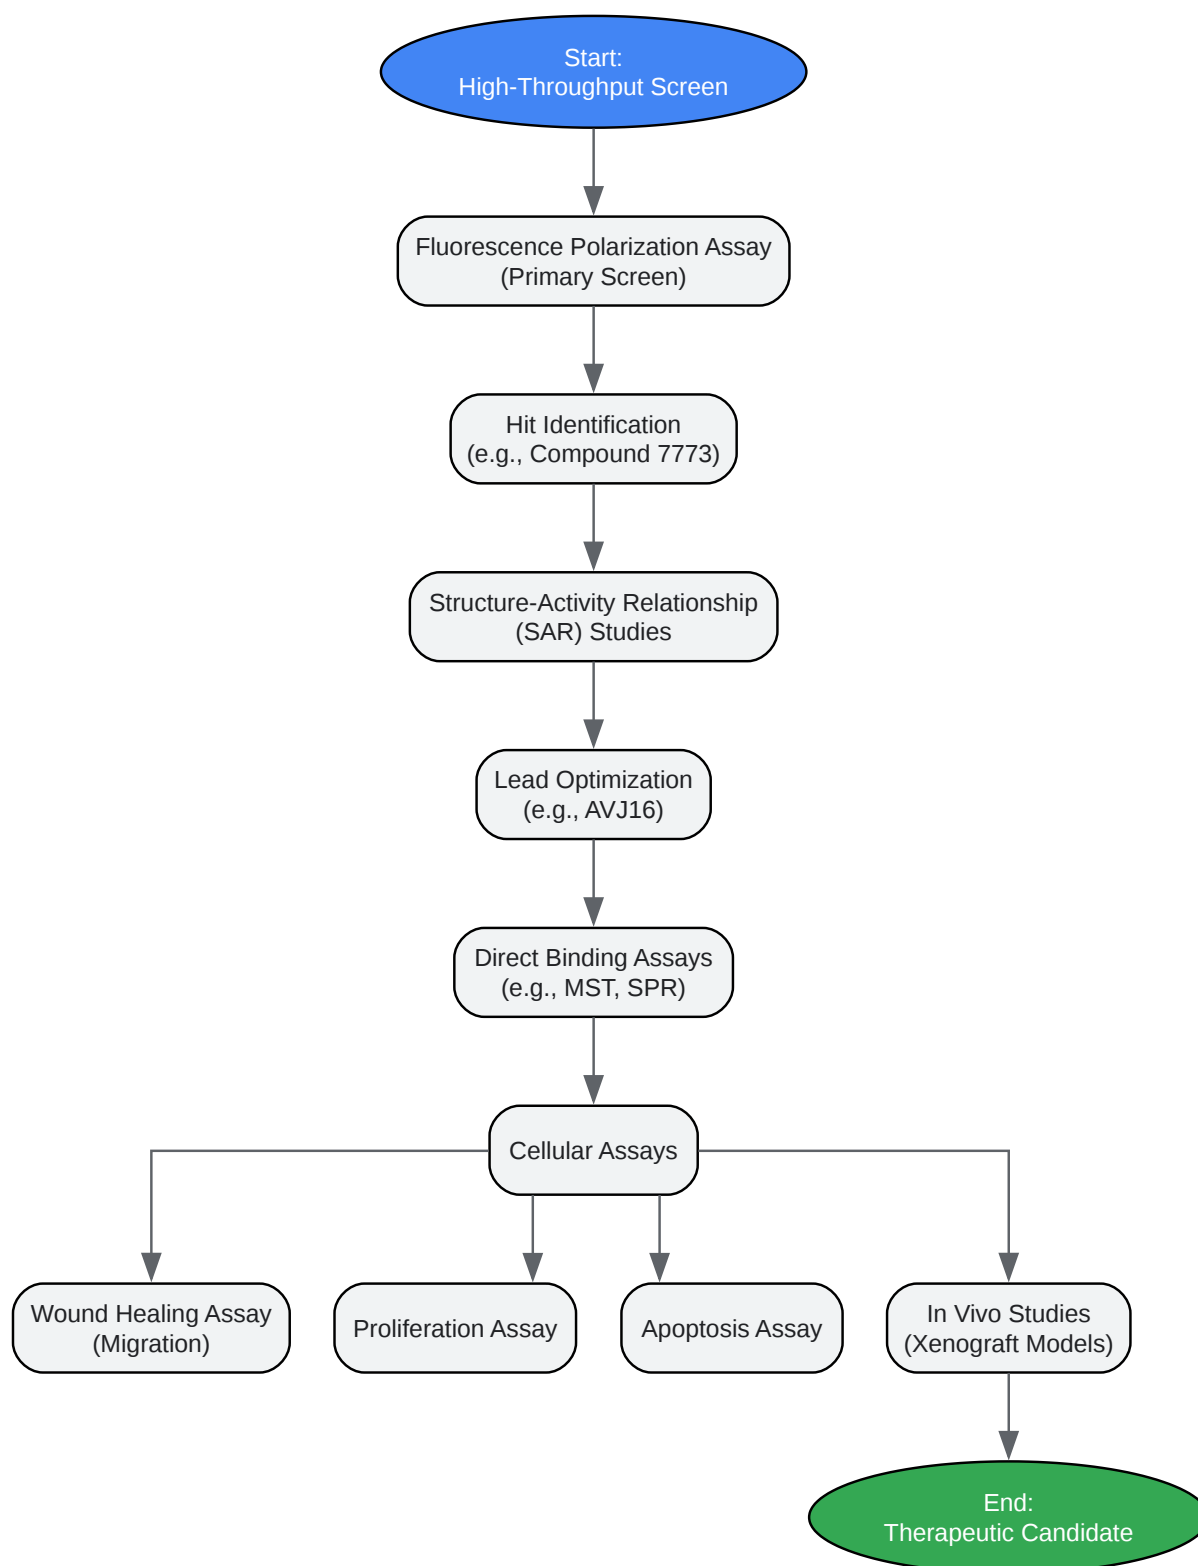 Start:
High-Throughput Screen
Fluorescence Polarization Assay
(Primary Screen)
Hit Identification
(e.g., Compound 7773)
Structure-Activity Relationship
(SAR) Studies
Lead Optimization
(e.g., AVJ16)
Direct Binding Assays
(e.g., MST, SPR)
Cellular Assays
Wound Healing Assay
(Migration)
Proliferation Assay
Apoptosis Assay
In Vivo Studies
(Xenograft Models)
End:
Therapeutic Candidate